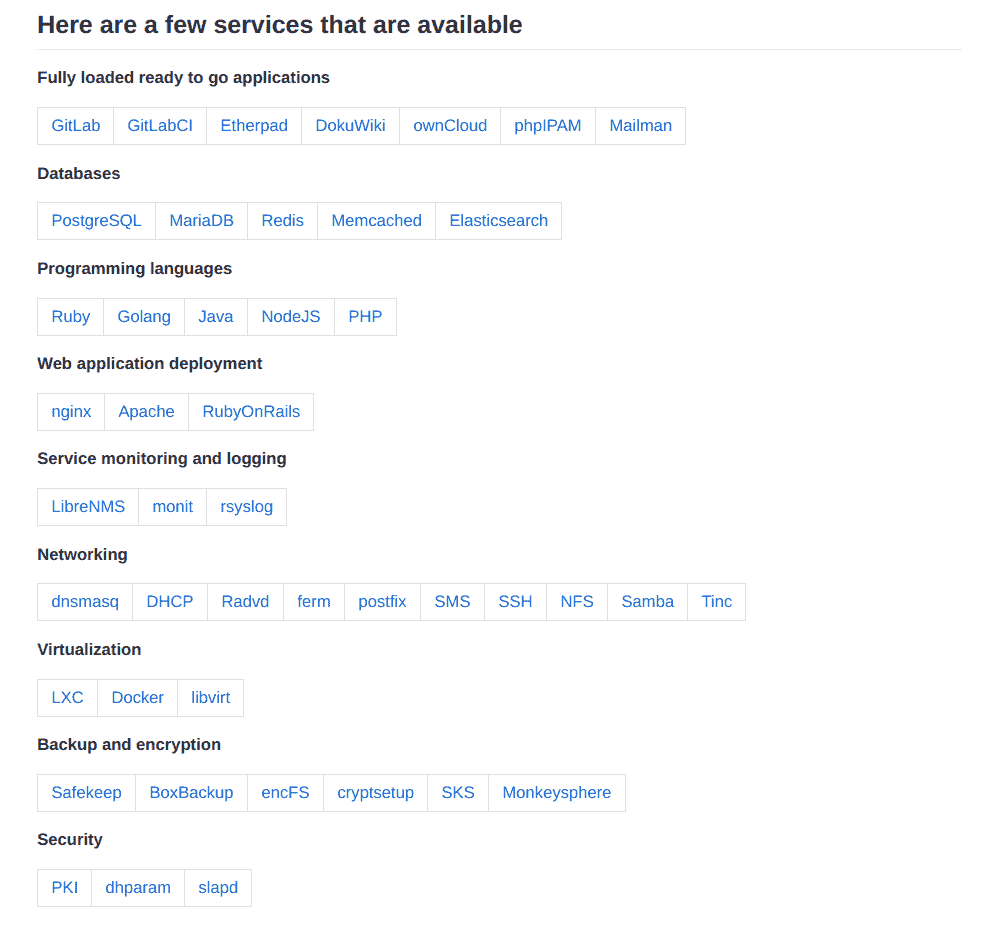 Here are a few services that are available
Fully loaded ready to go applications
GitLab GitLabCI Etherpad DokuWiki ownCloud phpIPAM Mailman
Databases
PostgreSQL MariaDB Redis Memcached Elasticsearch
Programming languages
Ruby Golang Java NodeJS PHP
Web application deployment
nginx Apache RubyOnRails
Service monitoring and logging
LibreNMS monit rsyslog
Networking
dnsmasq DHCP Radvd ferm postfix SMS SSH NFS Samba Tinc
Virtualization
LXC Docker libvirt
Backup and encryption
Safekeep BoxBackup encFS cryptsetup SKS Monkeysphere
Security
PKI dhparam slapd